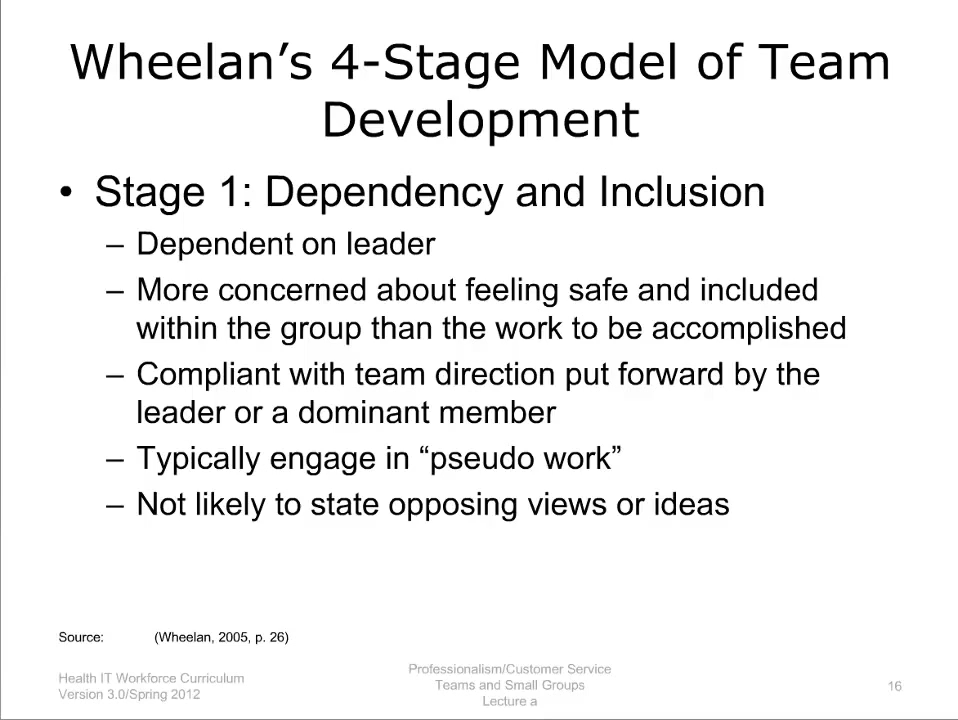 Wheelan’s 4-Stage Model of Team
Development
• Stage 1: Dependency and Inclusion
– Dependent on leader
– More concerned about feeling safe and included
within the group than the work to be accomplished
– Compliant with team direction put forward by the
leader or a dominant member
– Typically engage in “pseudo work”
– Not likely to state opposing views or ideas
Source: (Wheelan, 2005, p. 26)
Health IT Workforce Curriculum
Version 3.0/Spring 2012
Professionalism/Customer Service
Teams and Small Groups
Lecture a
16